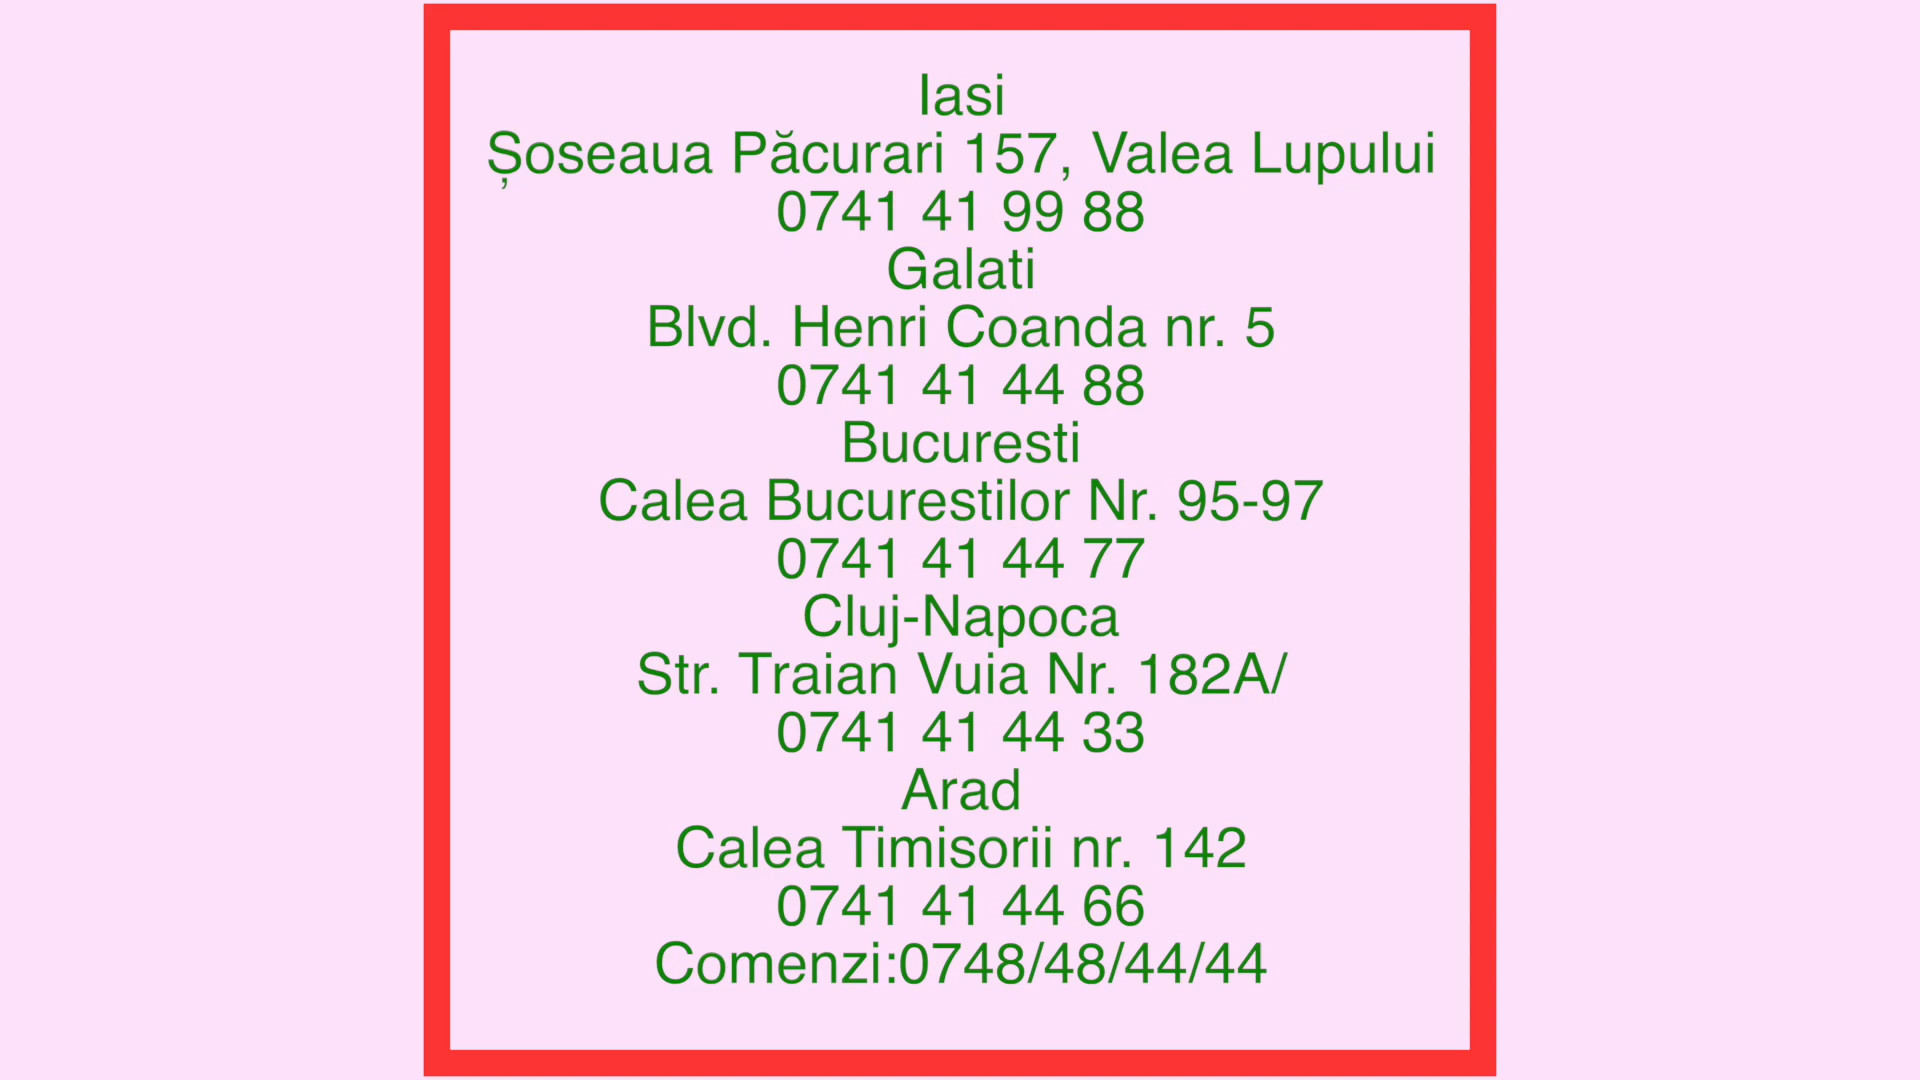 Iasi
Șoseaua Păcurari 157, Valea Lupului
0741 41 99 88
Galati
Blvd. Henri Coanda nr. 5
0741 41 44 88
Bucuresti
Calea Bucurestilor Nr. 95-97
0741 41 44 77
Cluj-Napoca
Str. Traian Vuia Nr. 182A/
0741 41 44 33
Arad
Calea Timisorii nr. 142
0741 41 44 66
Comenzi:0748/48/44/44